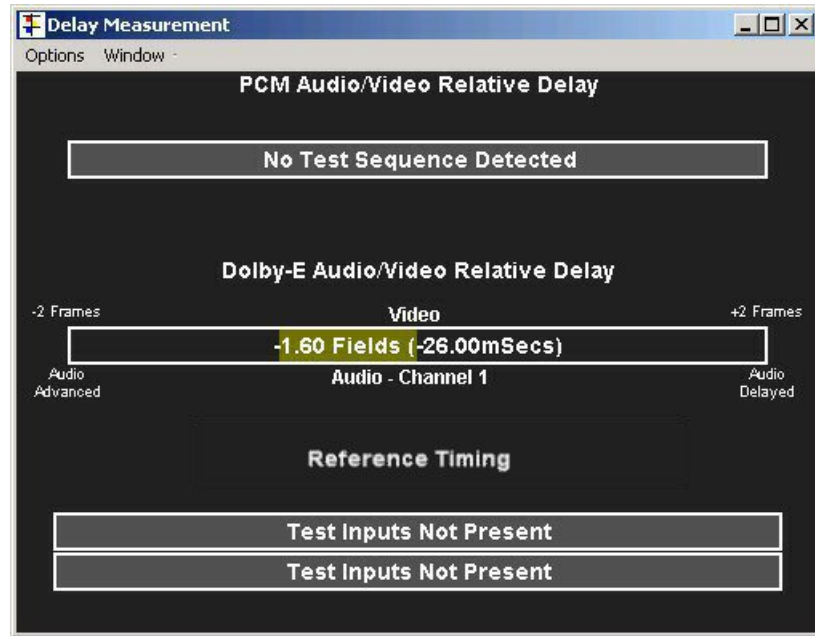 Delay Measurement
Options Window
PCM Audio/Video Relative Delay
No Test Sequence Detected
Dolby-E Audio/Video Relative Delay
-2 Frames Video +2 Frames
-1.60 Fields (-26.00mSecs)
Audio Advanced Audio - Channel 1 Audio Delayed
Reference Timing
Test Inputs Not Present
Test Inputs Not Present